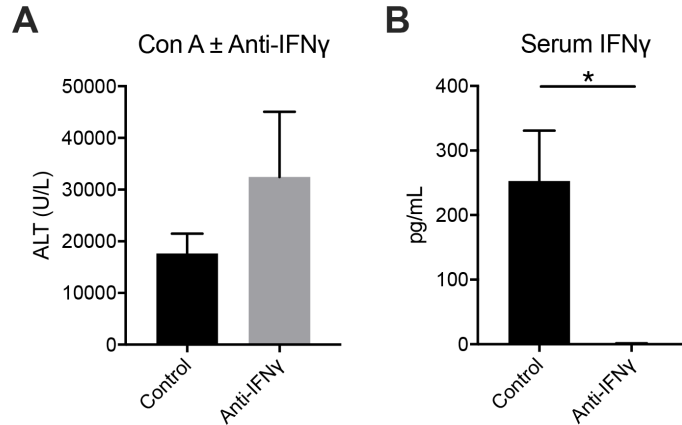 A
Con A ± Anti-IFNγ
ALT (U/L)
50000
40000
30000
20000
10000
0
Control
Anti-IFNγ
B
Serum IFNγ
*
pg/mL
400
300
200
100
0
Control
Anti-IFNγ